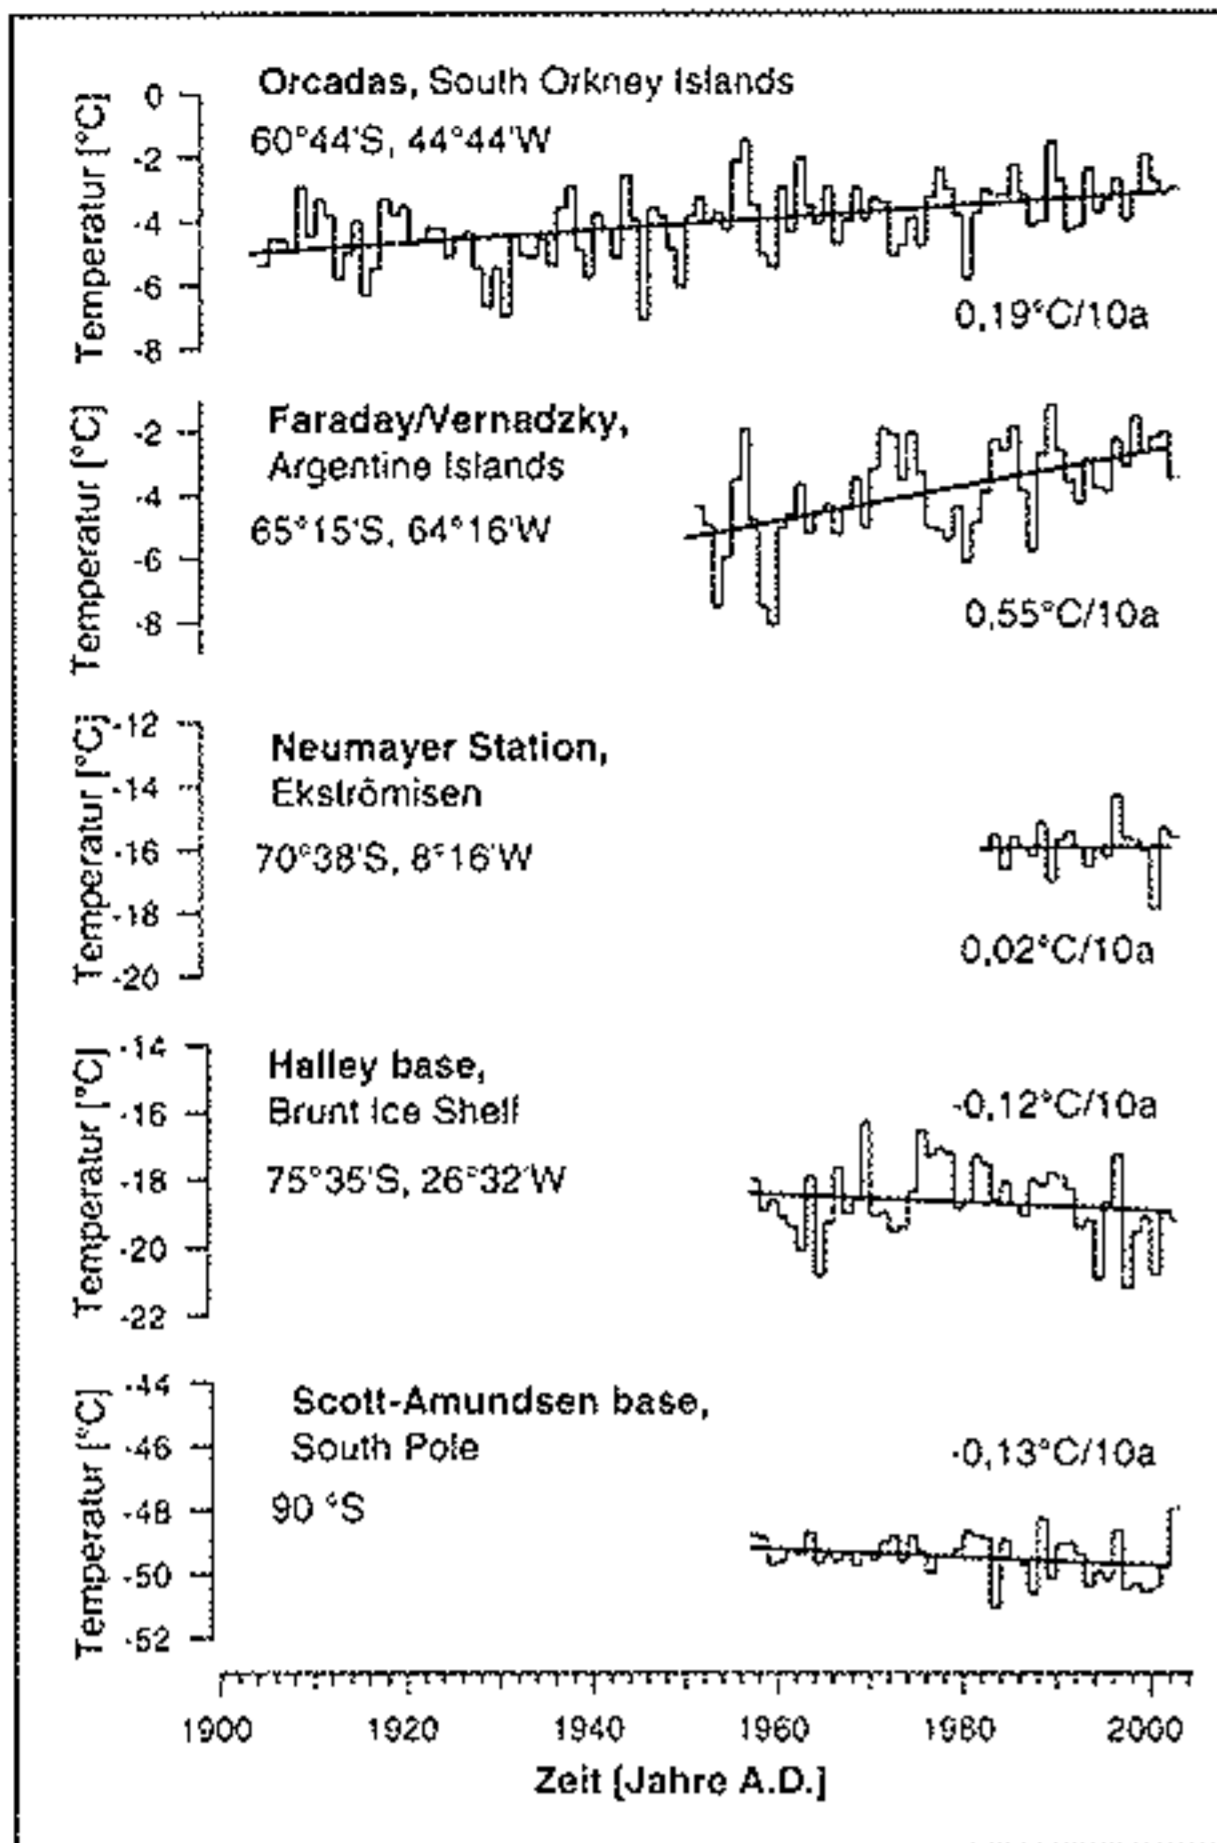 Orcadas, South Orkney Islands
60°44'S, 44°44'W
Temperatur [°C]
0
-2
-4
-6
-8
0,19°C/10a
Faraday/Vernadzky,
Argentine Islands
65°15'S, 64°16'W
Temperatur [°C]
-2
-4
-6
-8
0,55°C/10a
Neumayer Station,
Ekströmisen
70°38'S, 8°16'W
Temperatur [°C]
-12
-14
-16
-18
-20
0,02°C/10a
Halley base,
Brunt Ice Shelf
75°35'S, 26°32'W
Temperatur [°C]
-14
-16
-18
-20
-22
-0,12°C/10a
Scott-Amundsen base,
South Pole
90 °S
Temperatur [°C]
-44
-46
-48
-50
-52
-0,13°C/10a
1900 1920 1940 1960 1980 2000
Zeit [Jahre A.D.]